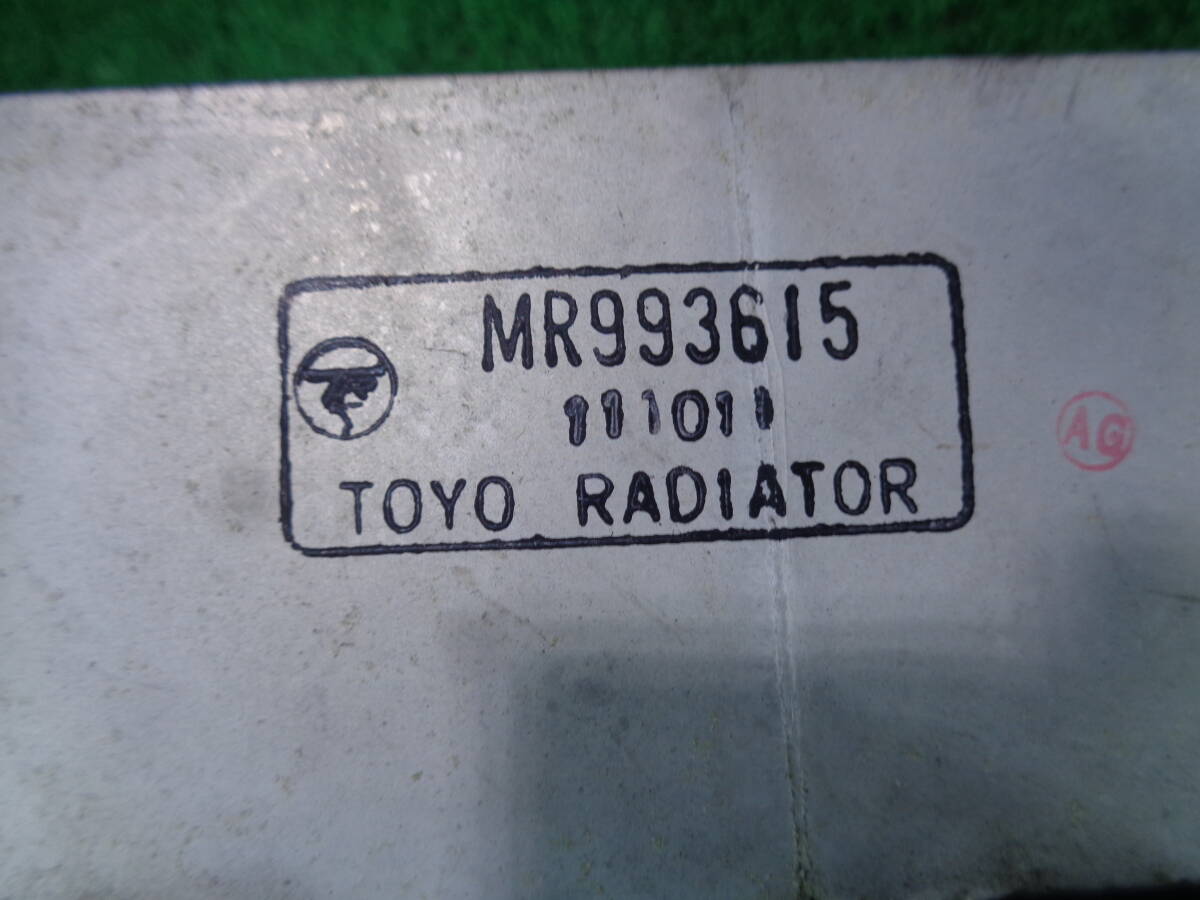 MR993615
111011
TOYO RADIATOR
AG